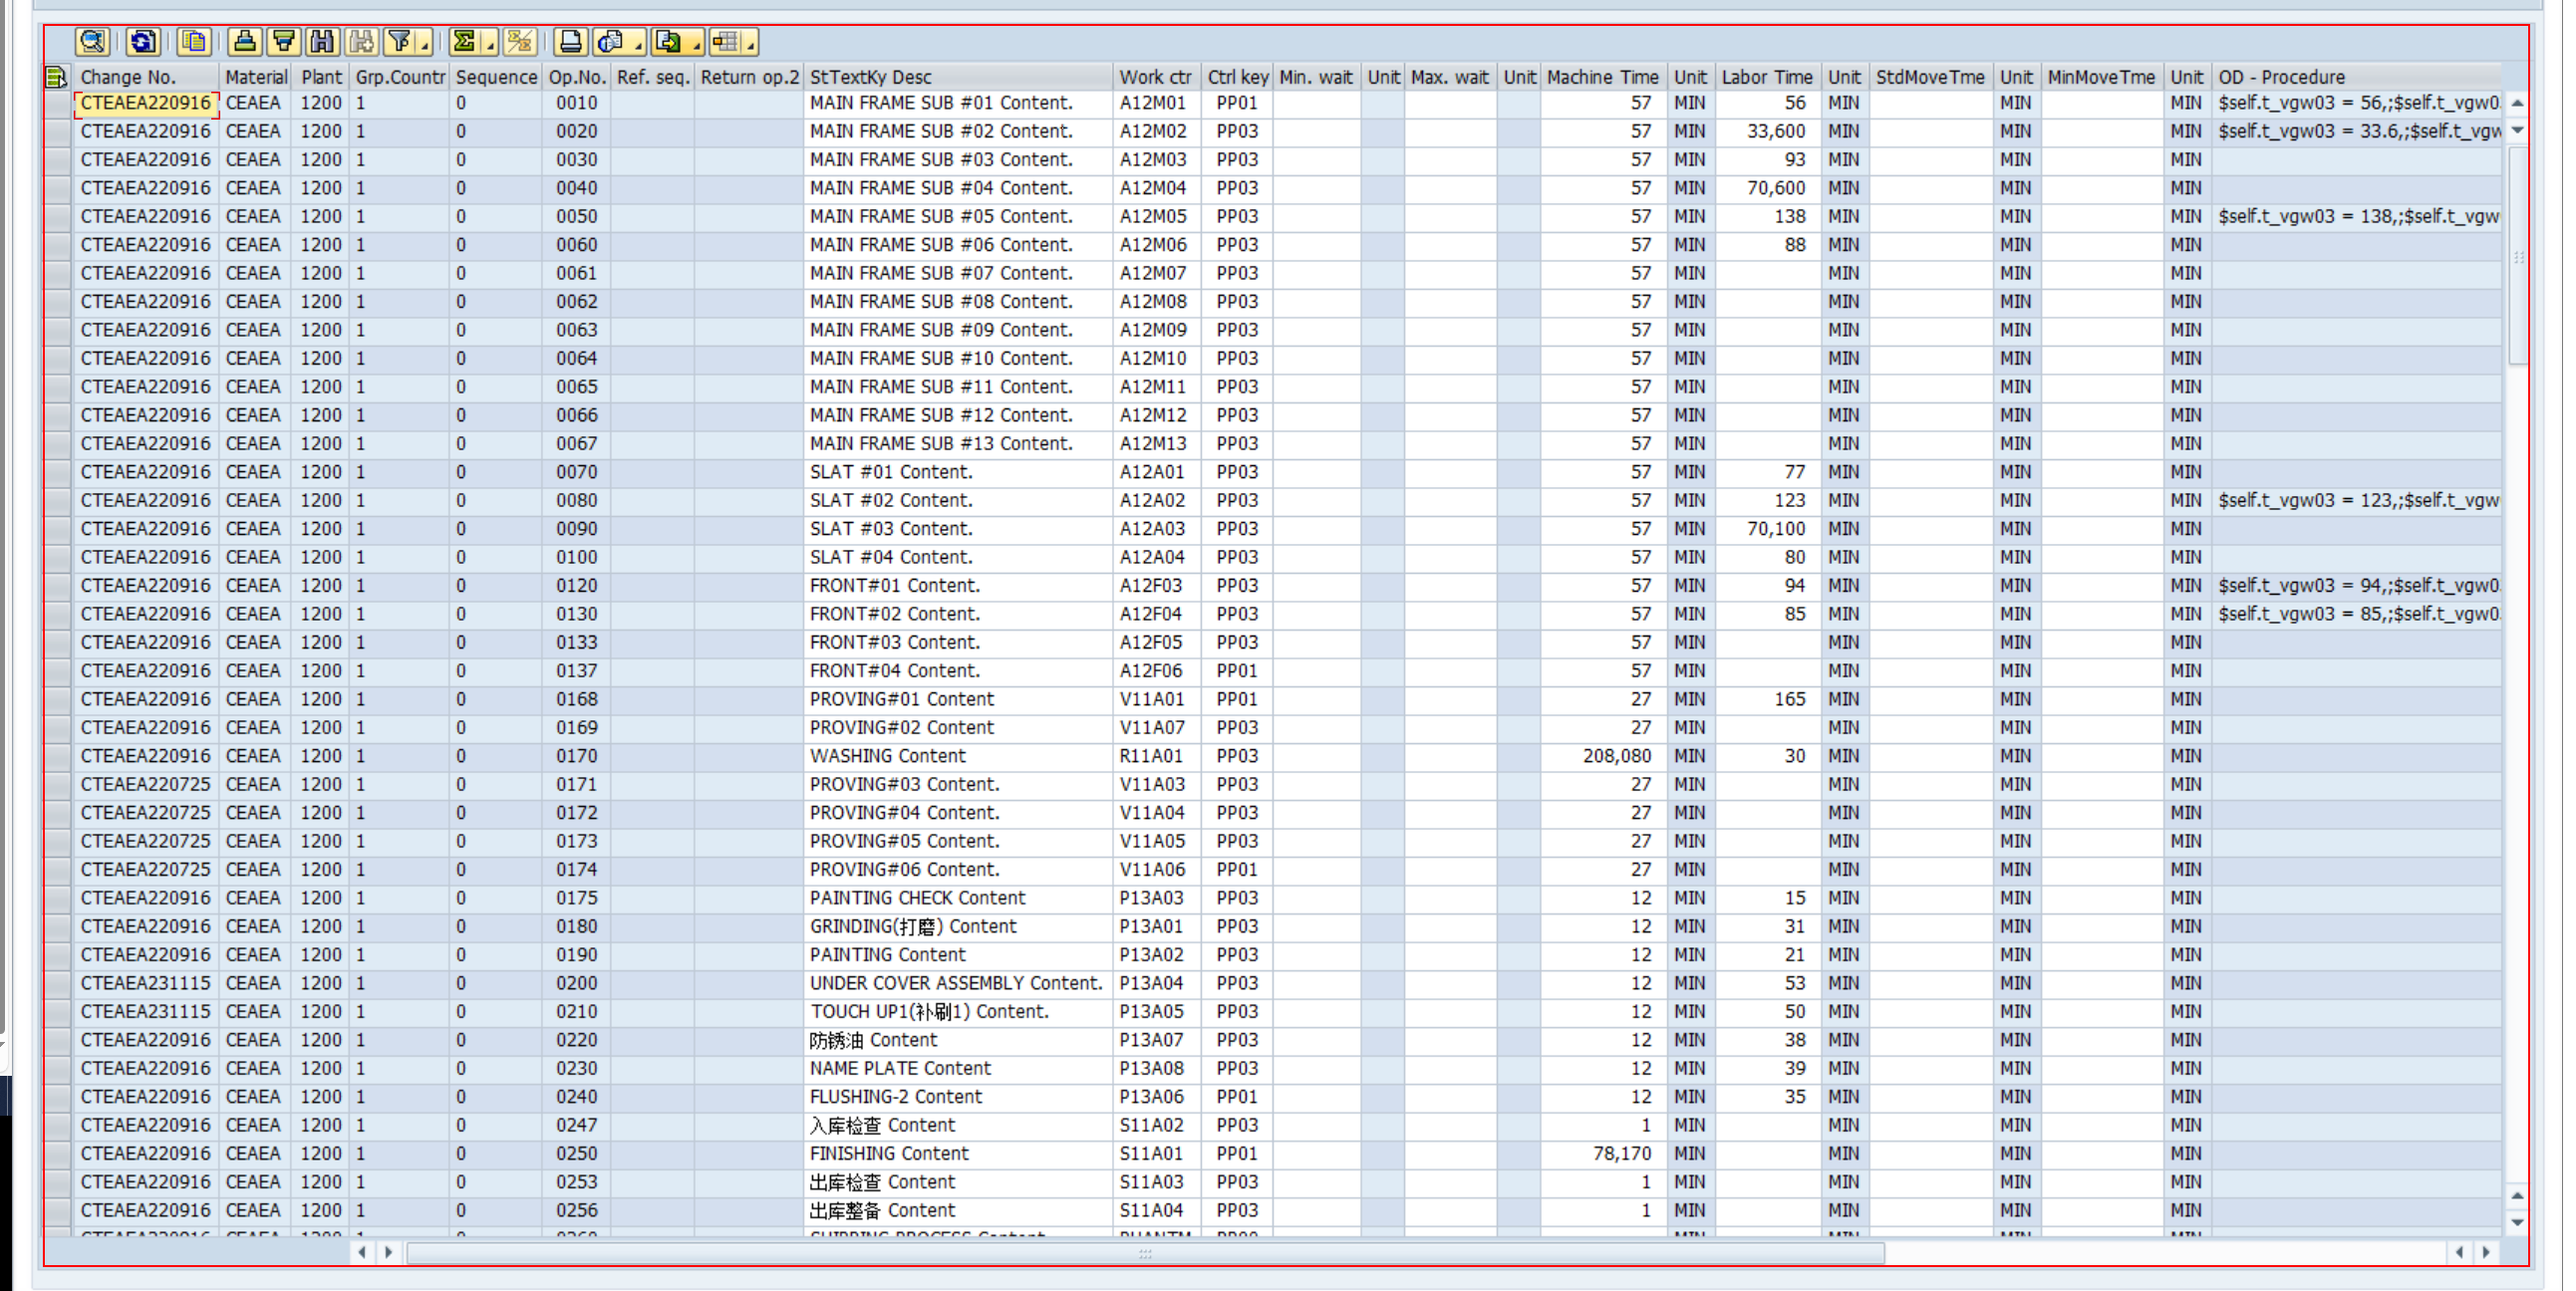 Change No. Material Plant Grp.Countr Sequence Op.No. Ref. seq. Return op.2 StTextKy Desc Work ctr Ctrl key Min. wait Unit Max. wait Unit Machine Time Unit Labor Time Unit StdMoveTme Unit MinMoveTme Unit OD - Procedure
CTEAEA220916 CEAEA 1200 1 0 0010 MAIN FRAME SUB #01 Content. A12M01 PP01 57 MIN 56 MIN MIN MIN $self.t_vgw03 = 56,;$self.t_vgw0
CTEAEA220916 CEAEA 1200 1 0 0020 MAIN FRAME SUB #02 Content. A12M02 PP03 57 MIN 33,600 MIN MIN MIN $self.t_vgw03 = 33.6,;$self.t_vgw
CTEAEA220916 CEAEA 1200 1 0 0030 MAIN FRAME SUB #03 Content. A12M03 PP03 57 MIN 93 MIN MIN MIN
CTEAEA220916 CEAEA 1200 1 0 0040 MAIN FRAME SUB #04 Content. A12M04 PP03 57 MIN 70,600 MIN MIN MIN
CTEAEA220916 CEAEA 1200 1 0 0050 MAIN FRAME SUB #05 Content. A12M05 PP03 57 MIN 138 MIN MIN MIN $self.t_vgw03 = 138,;$self.t_vgw
CTEAEA220916 CEAEA 1200 1 0 0060 MAIN FRAME SUB #06 Content. A12M06 PP03 57 MIN 88 MIN MIN MIN
CTEAEA220916 CEAEA 1200 1 0 0061 MAIN FRAME SUB #07 Content. A12M07 PP03 57 MIN MIN MIN MIN
CTEAEA220916 CEAEA 1200 1 0 0062 MAIN FRAME SUB #08 Content. A12M08 PP03 57 MIN MIN MIN MIN
CTEAEA220916 CEAEA 1200 1 0 0063 MAIN FRAME SUB #09 Content. A12M09 PP03 57 MIN MIN MIN MIN
CTEAEA220916 CEAEA 1200 1 0 0064 MAIN FRAME SUB #10 Content. A12M10 PP03 57 MIN MIN MIN MIN
CTEAEA220916 CEAEA 1200 1 0 0065 MAIN FRAME SUB #11 Content. A12M11 PP03 57 MIN MIN MIN MIN
CTEAEA220916 CEAEA 1200 1 0 0066 MAIN FRAME SUB #12 Content. A12M12 PP03 57 MIN MIN MIN MIN
CTEAEA220916 CEAEA 1200 1 0 0067 MAIN FRAME SUB #13 Content. A12M13 PP03 57 MIN MIN MIN MIN
CTEAEA220916 CEAEA 1200 1 0 0070 SLAT #01 Content. A12A01 PP03 57 MIN 77 MIN MIN MIN
CTEAEA220916 CEAEA 1200 1 0 0080 SLAT #02 Content. A12A02 PP03 57 MIN 123 MIN MIN MIN $self.t_vgw03 = 123,;$self.t_vgw
CTEAEA220916 CEAEA 1200 1 0 0090 SLAT #03 Content. A12A03 PP03 57 MIN 70,100 MIN MIN MIN
CTEAEA220916 CEAEA 1200 1 0 0100 SLAT #04 Content. A12A04 PP03 57 MIN 80 MIN MIN MIN
CTEAEA220916 CEAEA 1200 1 0 0120 FRONT#01 Content. A12F03 PP03 57 MIN 94 MIN MIN MIN $self.t_vgw03 = 94,;$self.t_vgw0
CTEAEA220916 CEAEA 1200 1 0 0130 FRONT#02 Content. A12F04 PP03 57 MIN 85 MIN MIN MIN $self.t_vgw03 = 85,;$self.t_vgw0
CTEAEA220916 CEAEA 1200 1 0 0133 FRONT#03 Content. A12F05 PP03 57 MIN MIN MIN MIN
CTEAEA220916 CEAEA 1200 1 0 0137 FRONT#04 Content. A12F06 PP01 57 MIN MIN MIN MIN
CTEAEA220916 CEAEA 1200 1 0 0168 PROVING#01 Content V11A01 PP01 27 MIN 165 MIN MIN MIN
CTEAEA220916 CEAEA 1200 1 0 0169 PROVING#02 Content V11A07 PP03 27 MIN MIN MIN MIN
CTEAEA220916 CEAEA 1200 1 0 0170 WASHING Content R11A01 PP03 208,080 MIN 30 MIN MIN MIN
CTEAEA220725 CEAEA 1200 1 0 0171 PROVING#03 Content. V11A03 PP03 27 MIN MIN MIN MIN
CTEAEA220725 CEAEA 1200 1 0 0172 PROVING#04 Content. V11A04 PP03 27 MIN MIN MIN MIN
CTEAEA220725 CEAEA 1200 1 0 0173 PROVING#05 Content. V11A05 PP03 27 MIN MIN MIN MIN
CTEAEA220725 CEAEA 1200 1 0 0174 PROVING#06 Content. V11A06 PP01 27 MIN MIN MIN MIN
CTEAEA220916 CEAEA 1200 1 0 0175 PAINTING CHECK Content P13A03 PP03 12 MIN 15 MIN MIN MIN
CTEAEA220916 CEAEA 1200 1 0 0180 GRINDING(打磨) Content P13A01 PP03 12 MIN 31 MIN MIN MIN
CTEAEA220916 CEAEA 1200 1 0 0190 PAINTING Content P13A02 PP03 12 MIN 21 MIN MIN MIN
CTEAEA231115 CEAEA 1200 1 0 0200 UNDER COVER ASSEMBLY Content. P13A04 PP03 12 MIN 53 MIN MIN MIN
CTEAEA231115 CEAEA 1200 1 0 0210 TOUCH UP1(补刷1) Content. P13A05 PP03 12 MIN 50 MIN MIN MIN
CTEAEA220916 CEAEA 1200 1 0 0220 防锈油 Content P13A07 PP03 12 MIN 38 MIN MIN MIN
CTEAEA220916 CEAEA 1200 1 0 0230 NAME PLATE Content P13A08 PP03 12 MIN 39 MIN MIN MIN
CTEAEA220916 CEAEA 1200 1 0 0240 FLUSHING-2 Content P13A06 PP01 12 MIN 35 MIN MIN MIN
CTEAEA220916 CEAEA 1200 1 0 0247 入库检查 Content S11A02 PP03 1 MIN MIN MIN MIN
CTEAEA220916 CEAEA 1200 1 0 0250 FINISHING Content S11A01 PP01 78,170 MIN MIN MIN MIN
CTEAEA220916 CEAEA 1200 1 0 0253 出库检查 Content S11A03 PP03 1 MIN MIN MIN MIN
CTEAEA220916 CEAEA 1200 1 0 0256 出库整备 Content S11A04 PP03 1 MIN MIN MIN MIN